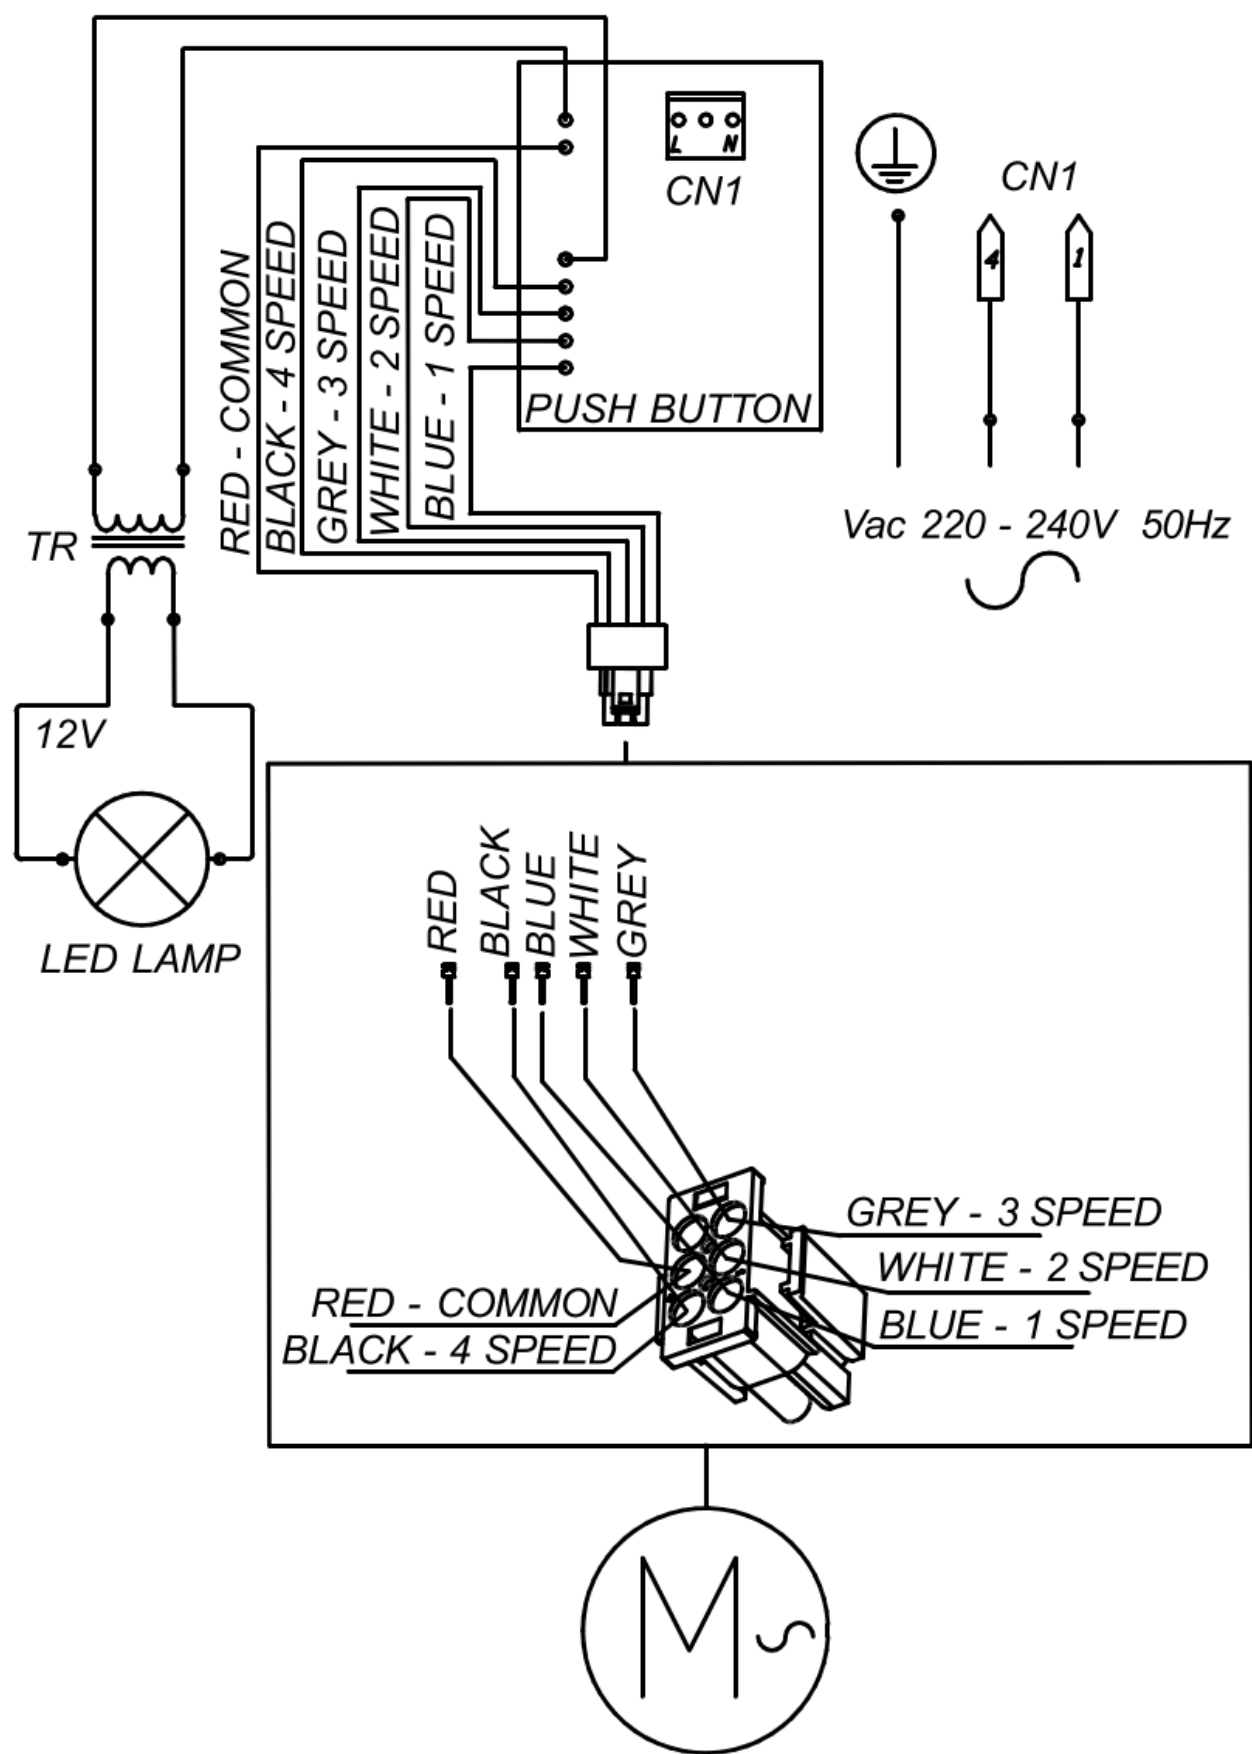 L N
CN1
CN1
4
1
RED - COMMON
BLACK - 4 SPEED
GREY - 3 SPEED
WHITE - 2 SPEED
BLUE - 1 SPEED
PUSH BUTTON
Vac 220 - 240V 50Hz
TR
12V
LED LAMP
RED
BLACK
BLUE
WHITE
GREY
GREY - 3 SPEED
WHITE - 2 SPEED
BLUE - 1 SPEED
RED - COMMON
BLACK - 4 SPEED
M